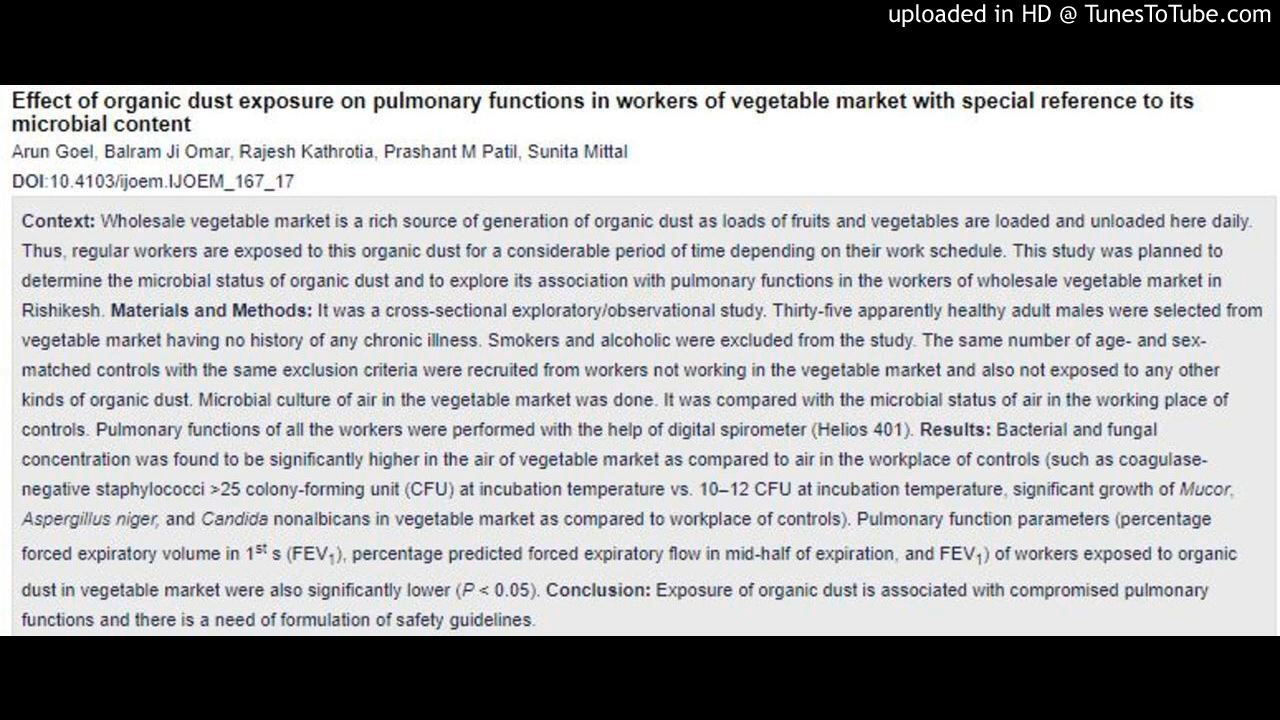 uploaded in HD @ TunesToTube.com
Effect of organic dust exposure on pulmonary functions in workers of vegetable market with special reference to its
microbial content
Arun Goel, Balram Ji Omar, Rajesh Kathrotia, Prashant M Patil, Sunita Mittal
DOI:10.4103/ijoem.IJOEM_167_17
Context: Wholesale vegetable market is a rich source of generation of organic dust as loads of fruits and vegetables are loaded and unloaded here daily.
Thus, regular workers are exposed to this organic dust for a considerable period of time depending on their work schedule. This study was planned to
determine the microbial status of organic dust and to explore its association with pulmonary functions in the workers of wholesale vegetable market in
Rishikesh. Materials and Methods: It was a cross-sectional exploratory/observational study. Thirty-five apparently healthy adult males were selected from
vegetable market having no history of any chronic illness. Smokers and alcoholic were excluded from the study. The same number of age- and sex-
matched controls with the same exclusion criteria were recruited from workers not working in the vegetable market and also not exposed to any other
kinds of organic dust. Microbial culture of air in the vegetable market was done. It was compared with the microbial status of air in the working place of
controls. Pulmonary functions of all the workers were performed with the help of digital spirometer (Helios 401). Results: Bacterial and fungal
concentration was found to be significantly higher in the air of vegetable market as compared to air in the workplace of controls (such as coagulase-
negative staphylococci >25 colony-forming unit (CFU) at incubation temperature vs. 10–12 CFU at incubation temperature, significant growth of Mucor,
Aspergillus niger, and Candida nonalbicans in vegetable market as compared to workplace of controls). Pulmonary function parameters (percentage
forced expiratory volume in 1st s (FEV1), percentage predicted forced expiratory flow in mid-half of expiration, and FEV1) of workers exposed to organic
dust in vegetable market were also significantly lower (P < 0.05). Conclusion: Exposure of organic dust is associated with compromised pulmonary
functions and there is a need of formulation of safety guidelines.